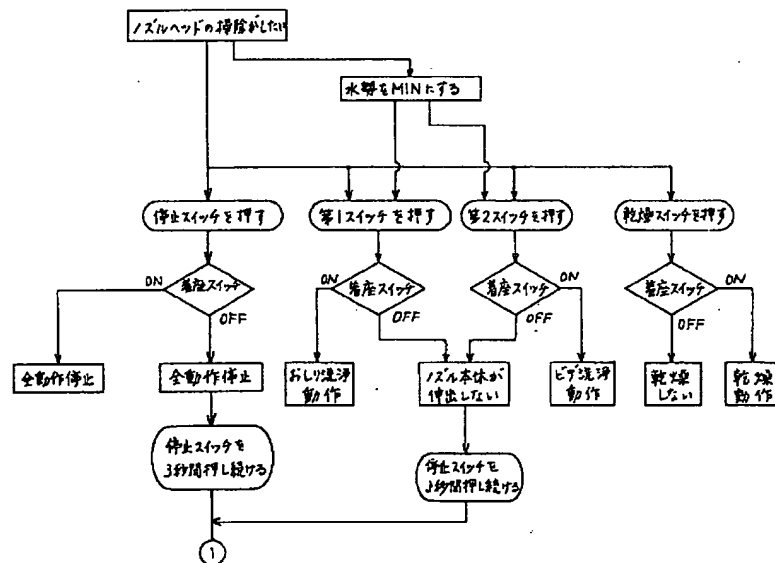 ノズルヘッドの掃除がしたい
水勢をMINにする
停止スイッチを押す
第1スイッチを押す
第2スイッチを押す
乾燥スイッチを押す
ON
着座スイッチ
OFF
ON
着座スイッチ
OFF
着座スイッチ
ON
OFF
着座スイッチ
ON
OFF
全動作停止
全動作停止
おしり洗浄
動作
ノズル本体が
伸出しない
ビデ洗浄
動作
乾燥
しない
乾燥
動作
停止スイッチを
3秒間押し続ける
停止スイッチを
3秒間押し続ける
1